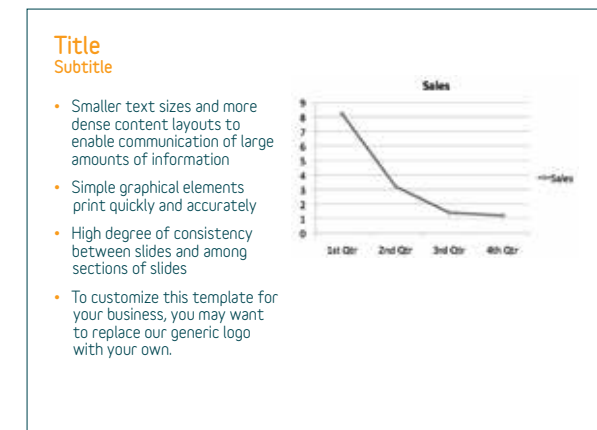 Title
Subtitle
• Smaller text sizes and more
dense content layouts to
enable communication of large
amounts of information
• Simple graphical elements
print quickly and accurately
• High degree of consistency
between slides and among
sections of slides
• To customize this template for
your business, you may want
to replace our generic logo
with your own.
Sales
9
8
7
6
5
4
3
2
1
0
1st Qtr 2nd Qtr 3rd Qtr 4th Qtr
Sales